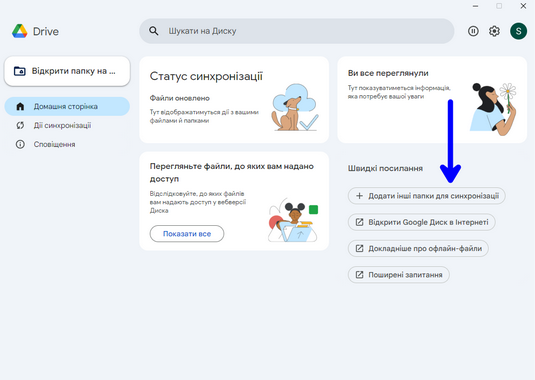 Drive
Шукати на Диску
S
Відкрити папку на ...
Домашня сторінка
Дії синхронізації
Сповіщення
Статус синхронізації
Файли оновлено
Тут відображатимуться дії з вашими
файлами й папками
Ви все переглянули
Тут показуватиметься інформація,
яка потребує вашої уваги
Перегляньте файли, до яких вам надано
доступ
Відслідковуйте, до яких файлів
вам надають доступ у вебверсії
Диска
Показати все
Швидкі посилання
Додати інші папки для синхронізації
Відкрити Google Диск в Інтернеті
Докладніше про офлайн-файли
Поширені запитання